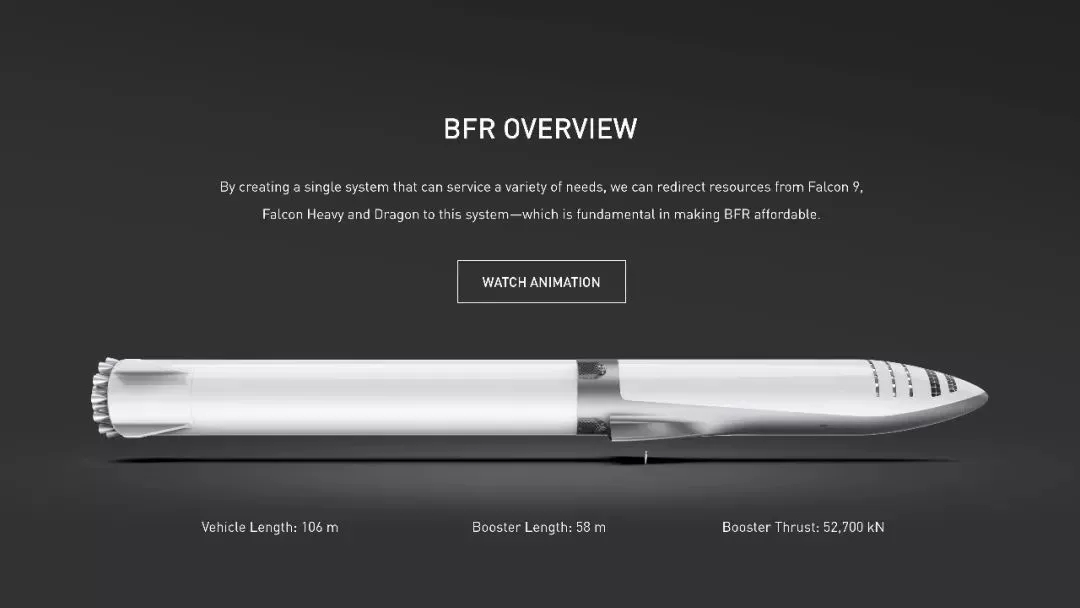 BFR OVERVIEW
By creating a single system that can service a variety of needs, we can redirect resources from Falcon 9,
Falcon Heavy and Dragon to this system—which is fundamental in making BFR affordable.
WATCH ANIMATION
Vehicle Length: 106 m
Booster Length: 58 m
Booster Thrust: 52,700 kN